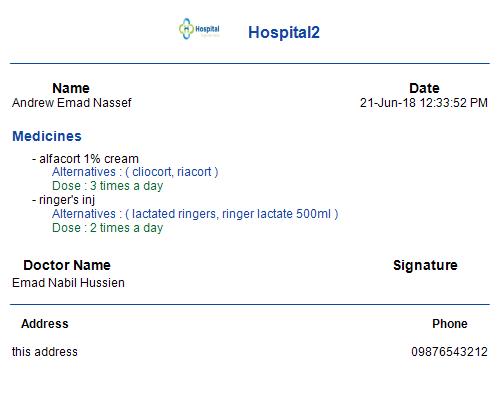 Hospital
Hospital2
Name Date
Andrew Emad Nassef 21-Jun-18 12:33:52 PM
Medicines
- alfacort 1% cream
Alternatives : ( cliocort, riacort )
Dose : 3 times a day
- ringer's inj
Alternatives : ( lactated ringers, ringer lactate 500ml )
Dose : 2 times a day
Doctor Name Signature
Emad Nabil Hussien
Address Phone
this address 09876543212